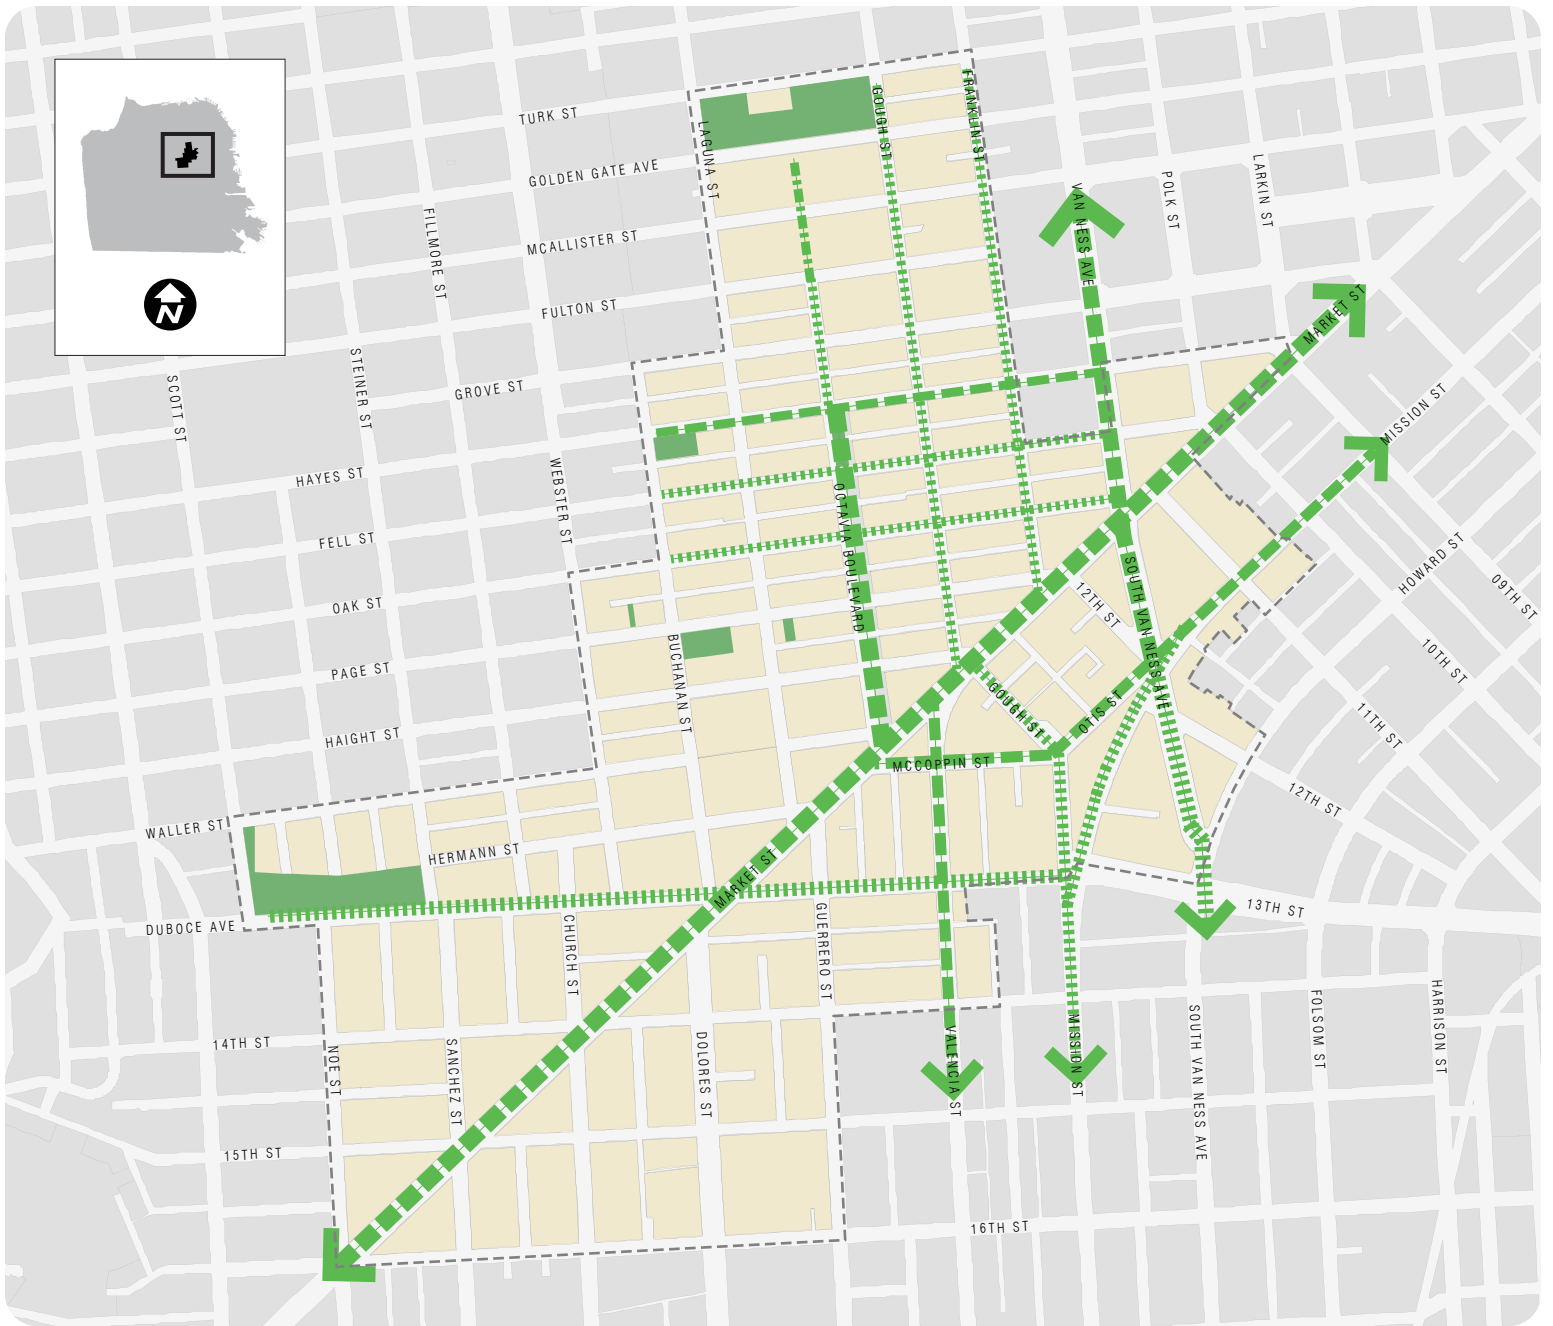 TURK ST
GOLDEN GATE AVE
MCALLISTER ST
FULTON ST
GROVE ST
HAYES ST
FELL ST
OAK ST
PAGE ST
HAIGHT ST
WALLER ST
HERMANN ST
DUBOCE AVE
14TH ST
15TH ST
16TH ST
SCOTT ST
STEINER ST
FILLMORE ST
WEBSTER ST
LAGUNA ST
GOUGH ST
FRANKLIN ST
VAN NESS AVE
POLK ST
LARKIN ST
MARKET ST
MISSION ST
HOWARD ST
09TH ST
10TH ST
11TH ST
12TH ST
12TH ST
13TH ST
OCTAVIA BOULEVARD
BUCHANAN ST
SOUTH VAN NESS AVE
GOUGH ST
OTIS ST
MCCOPPIN ST
MARKET ST
CHURCH ST
GUERRERO ST
NOE ST
SANCHEZ ST
DOLORES ST
VALENCIA ST
MISSION ST
SOUTH VAN NESS AVE
FOLSOM ST
HARRISON ST
N